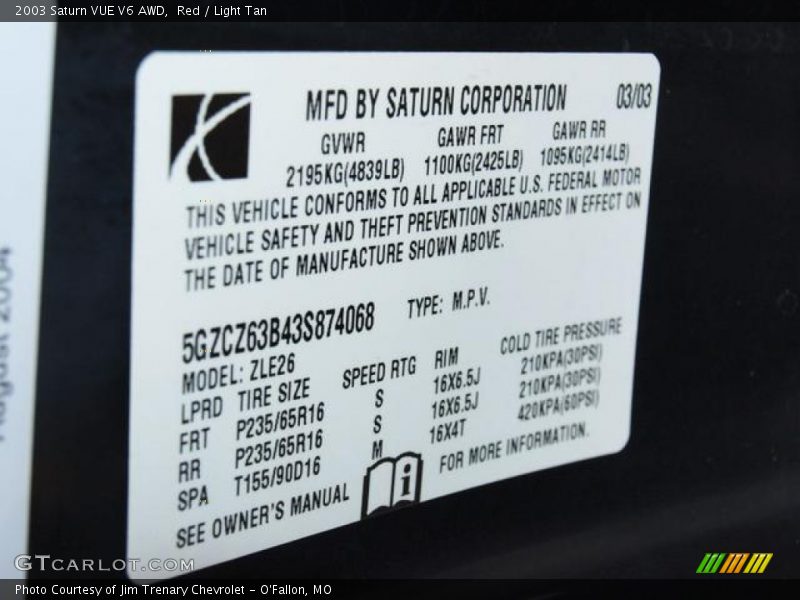 2003 Saturn VUE V6 AWD, Red / Light Tan
MFD BY SATURN CORPORATION 03/03
GVWR GAWR FRT GAWR RR
2195KG(4839LB) 1100KG(2425LB) 1095KG(2414LB)
THIS VEHICLE CONFORMS TO ALL APPLICABLE U.S. FEDERAL MOTOR
VEHICLE SAFETY AND THEFT PREVENTION STANDARDS IN EFFECT ON
THE DATE OF MANUFACTURE SHOWN ABOVE.
5GZCZ63B43S874068 TYPE: M.P.V.
MODEL: ZLE26
LPRD TIRE SIZE SPEED RTG RIM COLD TIRE PRESSURE
FRT P235/65R16 S 16X6.5J 210KPA(30PSI)
RR P235/65R16 S 16X6.5J 210KPA(30PSI)
SPA T155/90D16 M 16X4T 420KPA(60PSI)
SEE OWNER'S MANUAL i FOR MORE INFORMATION.
August 2004
GTCARLOT.COM
Photo Courtesy of Jim Trenary Chevrolet - O'Fallon, MO